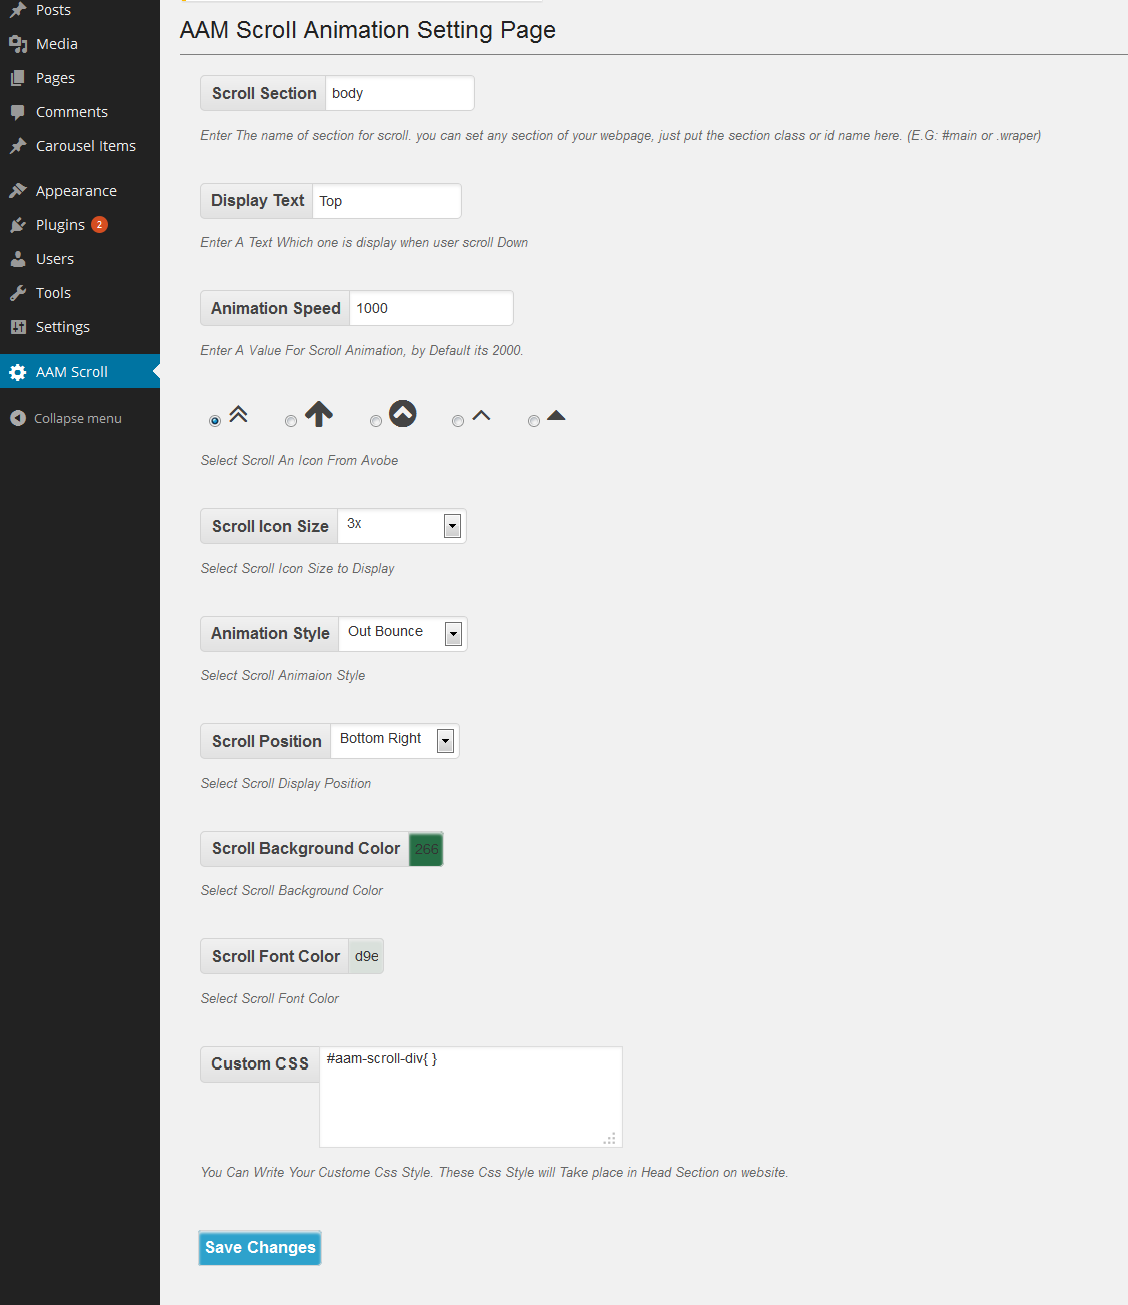 Posts
Media
Pages
Comments
Carousel Items
Appearance
Plugins 2
Users
Tools
Settings
AAM Scroll
Collapse menu
AAM Scroll Animation Setting Page
Scroll Section body
Enter The name of section for scroll. you can set any section of your webpage, just put the section class or id name here. (E.G: #main or .wraper)
Display Text Top
Enter A Text Which one is display when user scroll Down
Animation Speed 1000
Enter A Value For Scroll Animation, by Default its 2000.
Select Scroll An Icon From Avobe
Scroll Icon Size 3x
Select Scroll Icon Size to Display
Animation Style Out Bounce
Select Scroll Animaion Style
Scroll Position Bottom Right
Select Scroll Display Position
Scroll Background Color 266
Select Scroll Background Color
Scroll Font Color d9e
Select Scroll Font Color
Custom CSS #aam-scroll-div{ }
You Can Write Your Custome Css Style. These Css Style will Take place in Head Section on website.
Save Changes